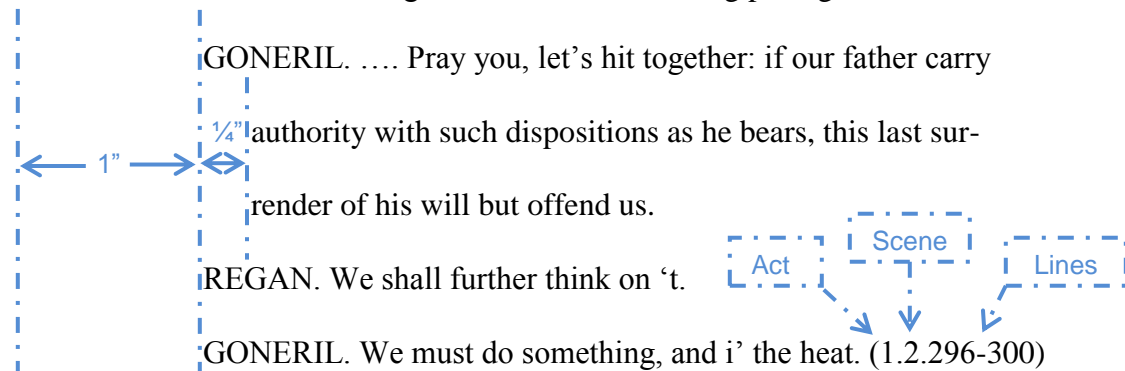 GONERIL. …. Pray you, let’s hit together: if our father carry
¼” authority with such dispositions as he bears, this last sur-
1”
render of his will but offend us.
Scene
Act
Lines
REGAN. We shall further think on ‘t.
GONERIL. We must do something, and i’ the heat. (1.2.296-300)